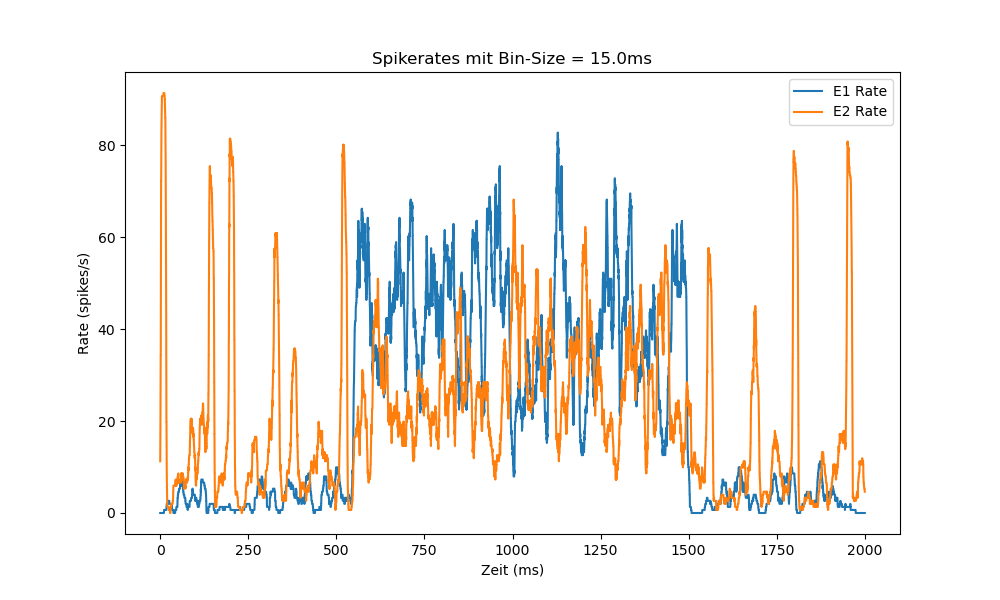 Spikerates mit Bin-Size = 15.0ms
E1 Rate
E2 Rate
80
60
40
20
0
Rate (spikes/s)
0 250 500 750 1000 1250 1500 1750 2000
Zeit (ms)